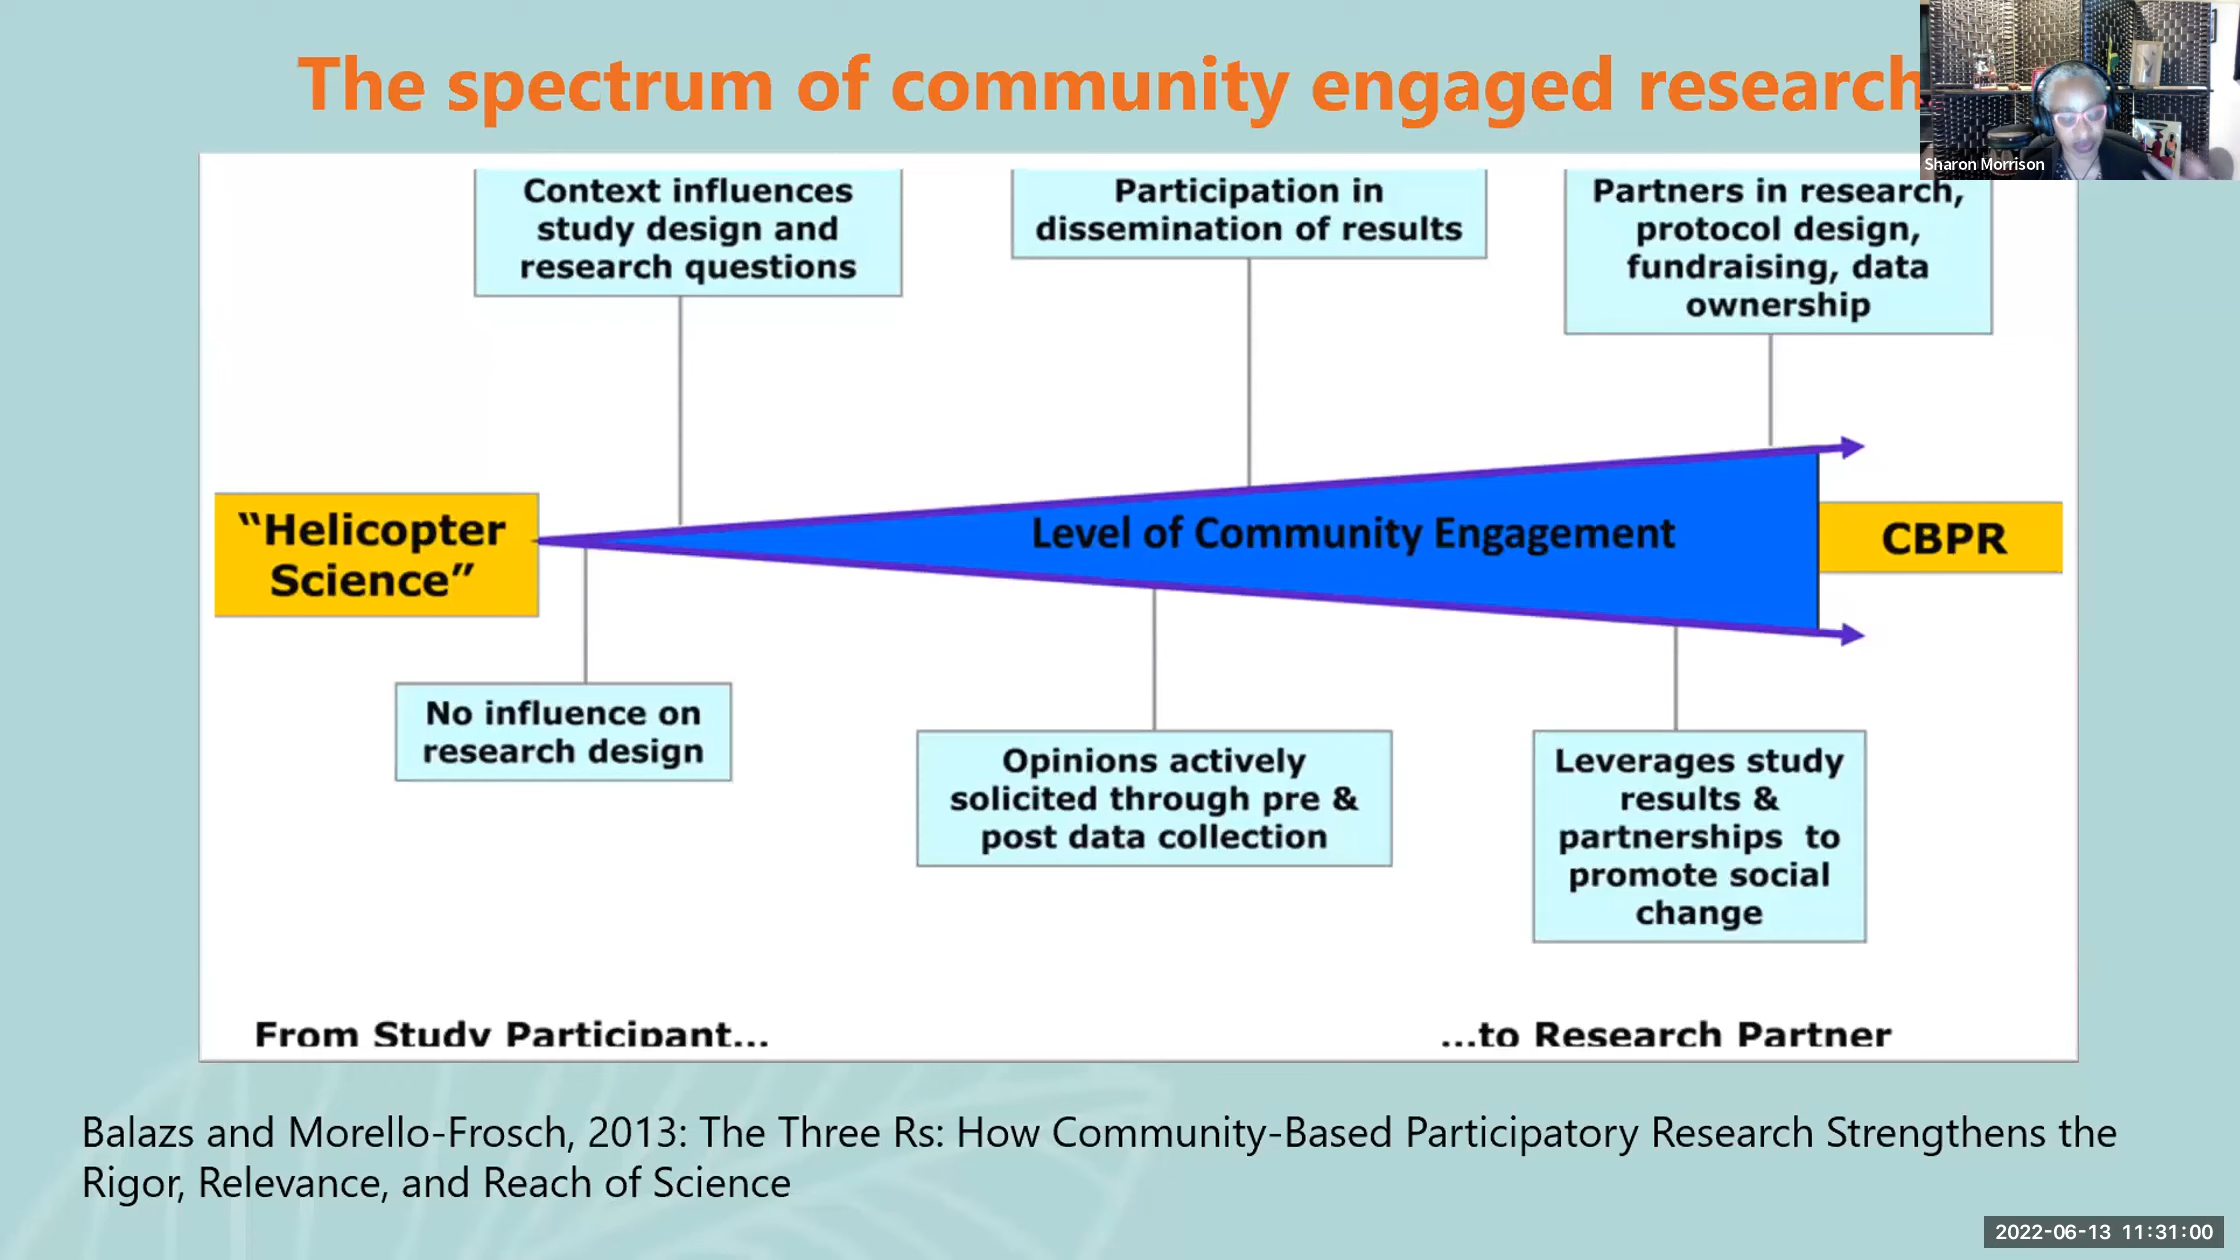 The spectrum of community engaged research
Sharon Morrison
Context influences
study design and
research questions
Participation in
dissemination of results
Partners in research,
protocol design,
fundraising, data
ownership
“Helicopter
Science”
Level of Community Engagement
CBPR
No influence on
research design
Opinions actively
solicited through pre &
post data collection
Leverages study
results &
partnerships to
promote social
change
From Study Participant...
...to Research Partner
Balazs and Morello-Frosch, 2013: The Three Rs: How Community-Based Participatory Research Strengthens the
Rigor, Relevance, and Reach of Science
2022-06-13 11:31:00